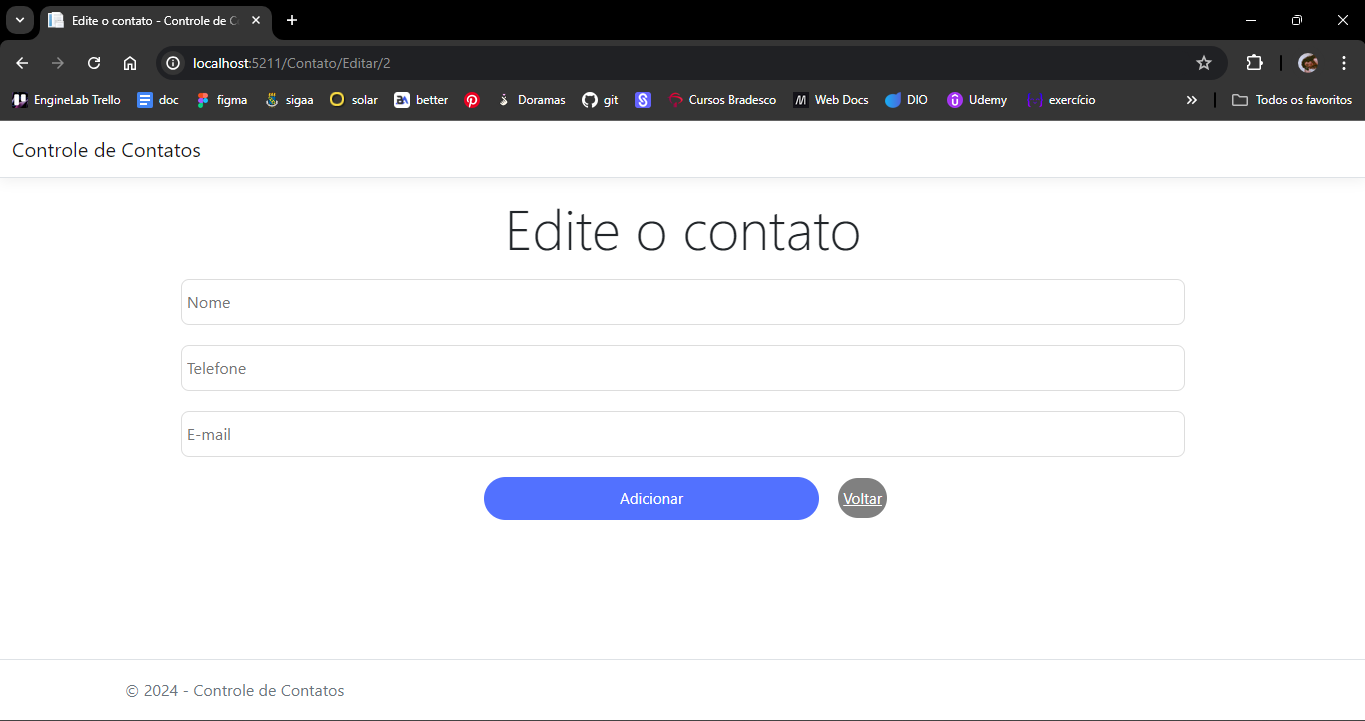 Edite o contato - Controle de C
localhost:5211/Contato/Editar/2
EngineLab Trello doc figma sigaa solar better Doramas git Cursos Bradesco Web Docs DIO Udemy exercício Todos os favoritos
Controle de Contatos
Edite o contato
Nome
Telefone
E-mail
Adicionar Voltar
© 2024 - Controle de Contatos